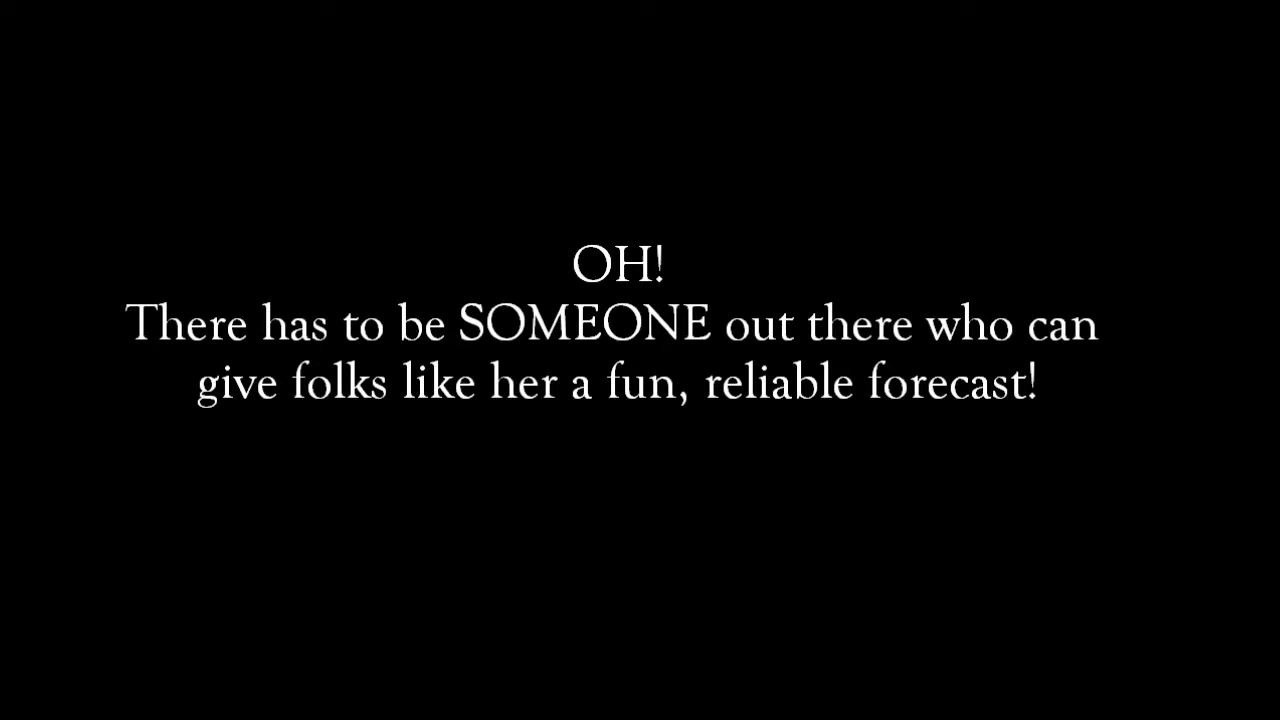 OH!
There has to be SOMEONE out there who can
give folks like her a fun, reliable forecast!